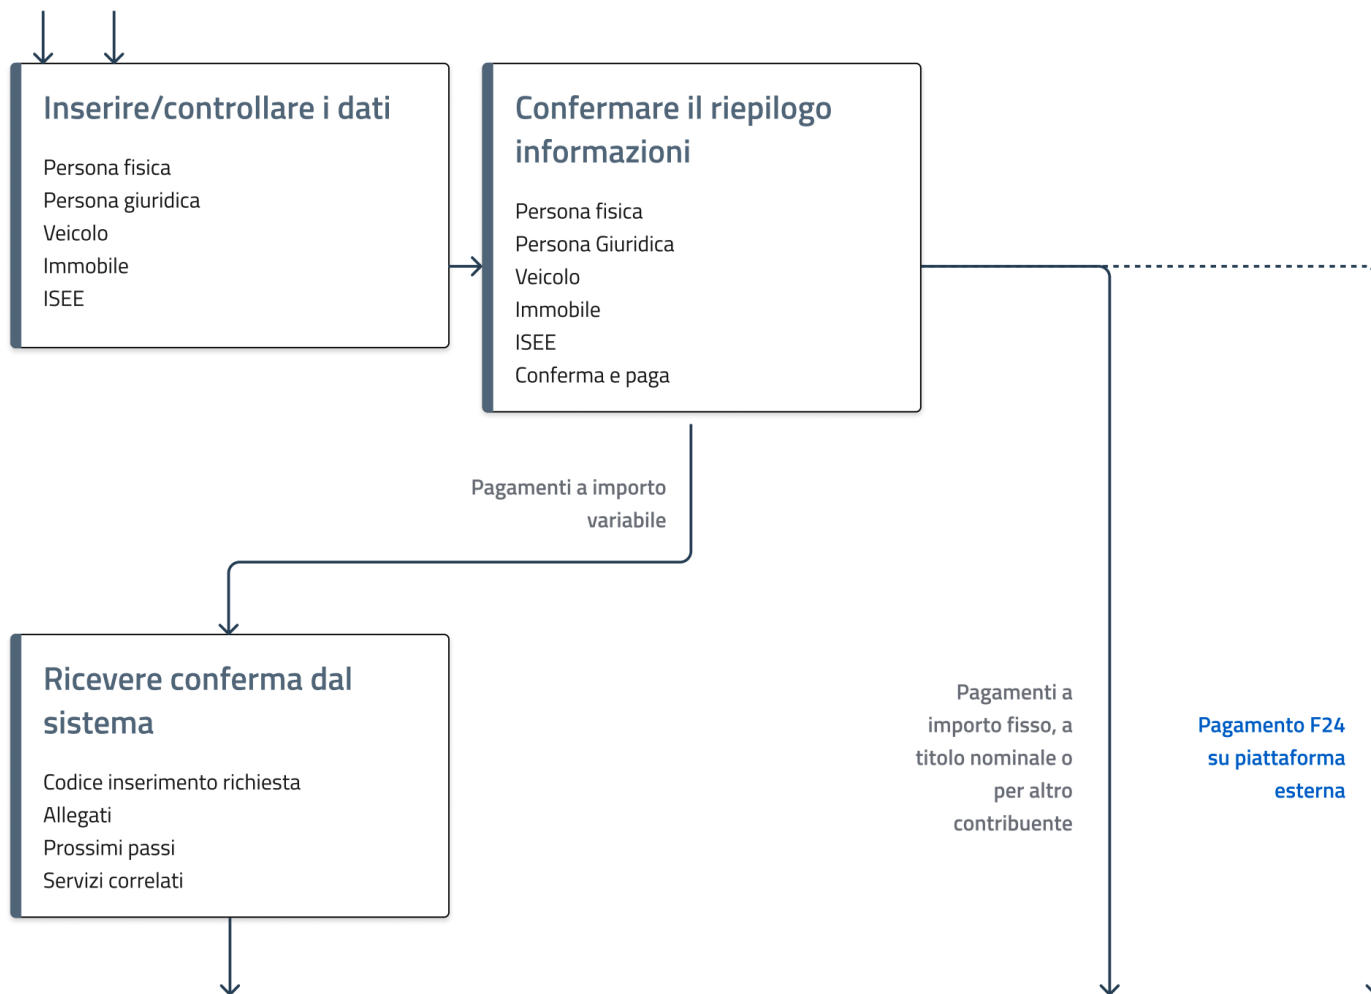 Inserire/controllare i dati
Persona fisica
Persona giuridica
Veicolo
Immobile
ISEE
Confermare il riepilogo
informazioni
Persona fisica
Persona Giuridica
Veicolo
Immobile
ISEE
Conferma e paga
Pagamenti a importo
variabile
Ricevere conferma dal
sistema
Codice inserimento richiesta
Allegati
Prossimi passi
Servizi correlati
Pagamenti a
importo fisso, a
titolo nominale o
per altro
contribuente
Pagamento F24
su piattaforma
esterna